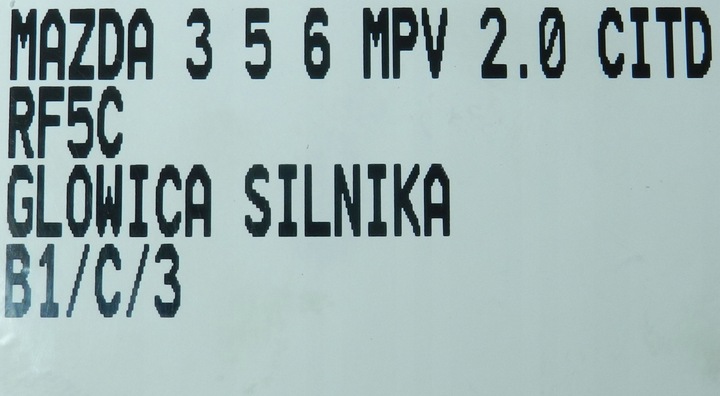 MAZDA 3 5 6 MPV 2.0 CITD
RF5C
GLOWICA SILNIKA
B1/C/3